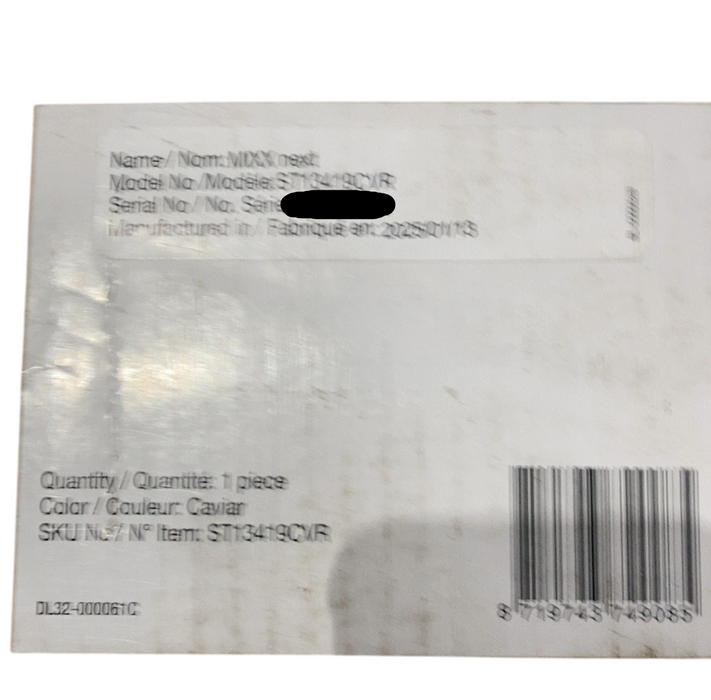 Name / Nom: MIXX next
Model No / Modèle: ST13419CVR
Serial No / No. Série
Manufactured in / Fabriqué en: 2025/01/13
Quantity / Quantité: 1 piece
Color / Couleur: Caviar
SKU No / N° Item: ST13419CVR
DL32-000061C
8 719743 749085